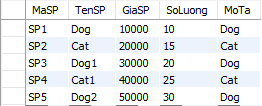 MaSP TenSP GiaSP SoLuong MoTa
SP1 Dog 10000 10 Dog
SP2 Cat 20000 15 Cat
SP3 Dog1 30000 20 Dog
SP4 Cat1 40000 25 Cat
SP5 Dog2 50000 30 Dog